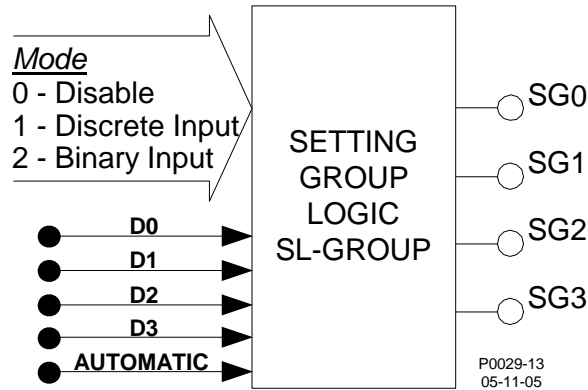 Mode
0 - Disable
1 - Discrete Input
2 - Binary Input
D0
D1
D2
D3
AUTOMATIC
SETTING
GROUP
LOGIC
SL-GROUP
SG0
SG1
SG2
SG3
P0029-13
05-11-05